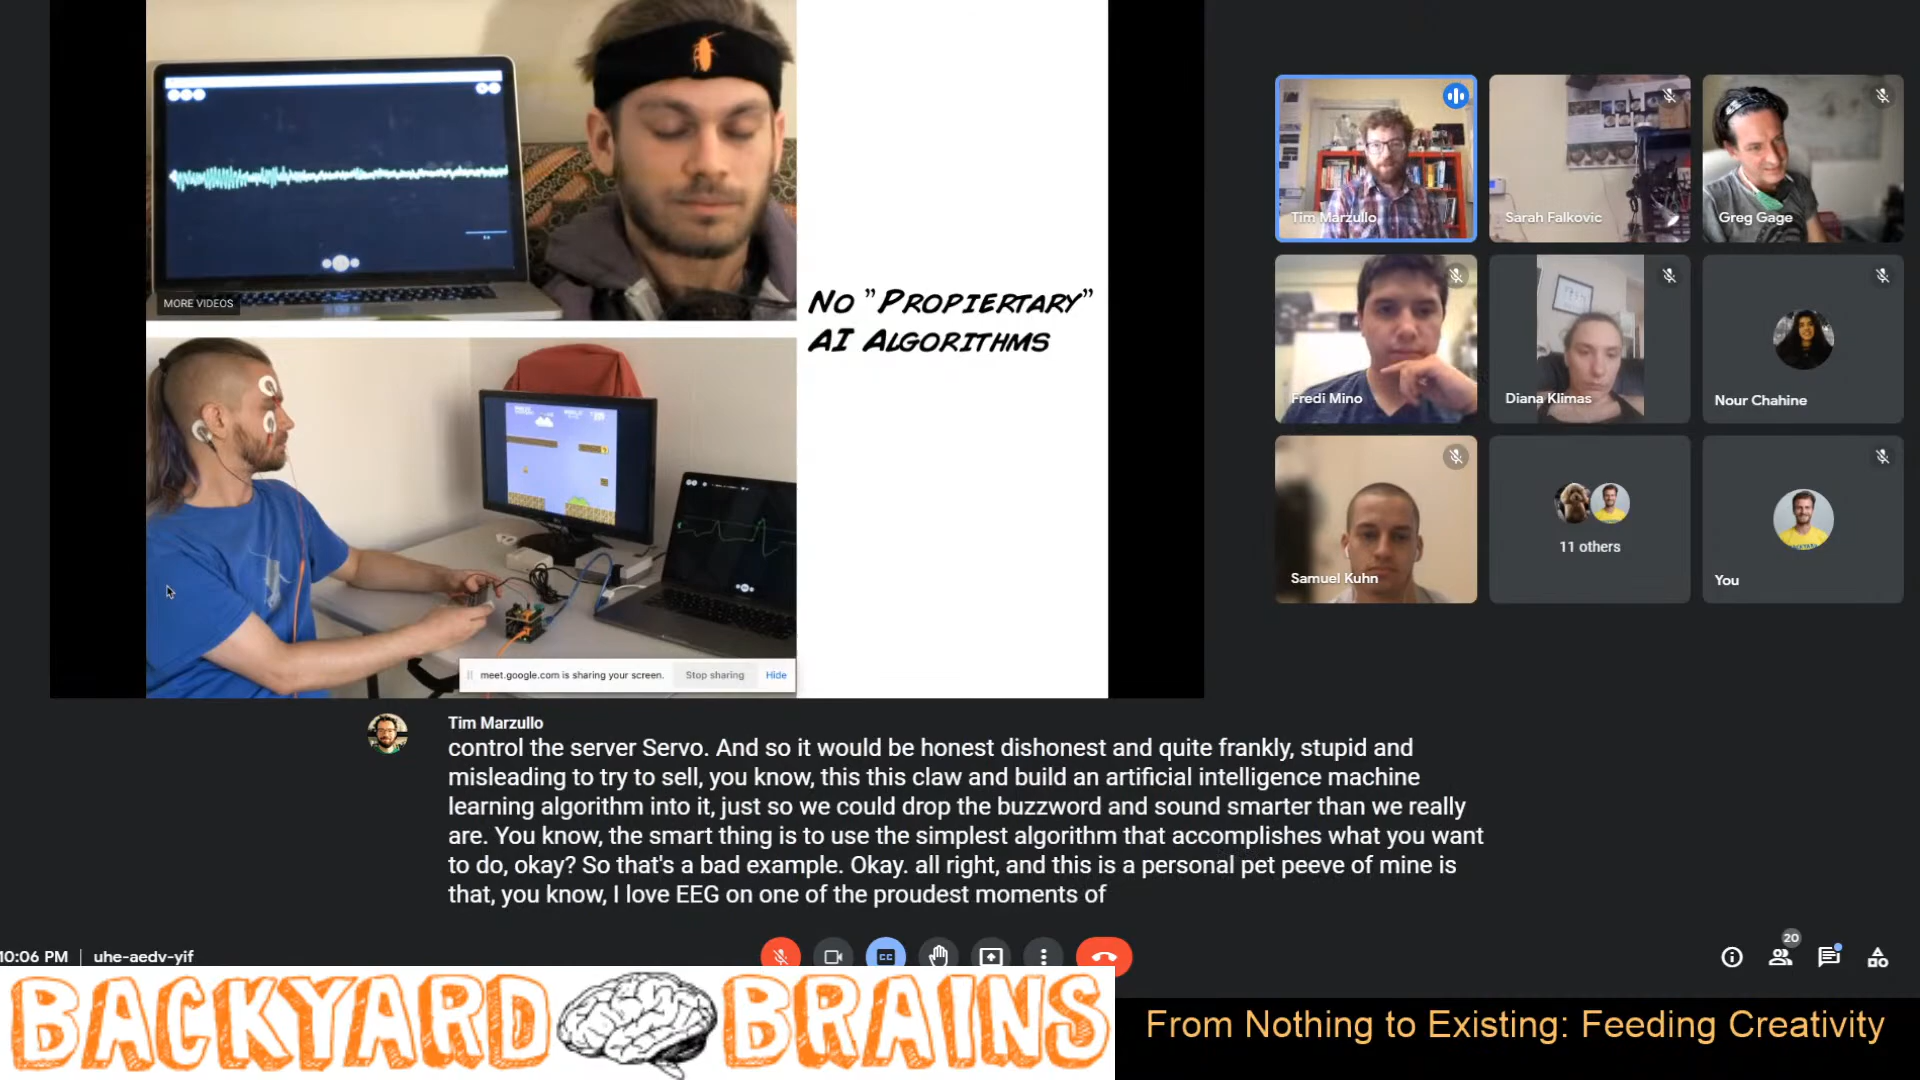 MORE VIDEOS
No "Propiertary"
AI Algorithms
meet.google.com is sharing your screen. Stop sharing Hide
Tim Marzullo
Sarah Falkovic
Greg Gage
Fredi Mino
Diana Klimas
Nour Chahine
Samuel Kuhn
11 others
You
Tim Marzullo
control the server Servo. And so it would be honest dishonest and quite frankly, stupid and
misleading to try to sell, you know, this this claw and build an artificial intelligence machine
learning algorithm into it, just so we could drop the buzzword and sound smarter than we really
are. You know, the smart thing is to use the simplest algorithm that accomplishes what you want
to do, okay? So that's a bad example. Okay. all right, and this is a personal pet peeve of mine is
that, you know, I love EEG on one of the proudest moments of
10:06 PM | uhe-aedv-yif
CC
20
BACKYARD BRAINS
From Nothing to Existing: Feeding Creativity